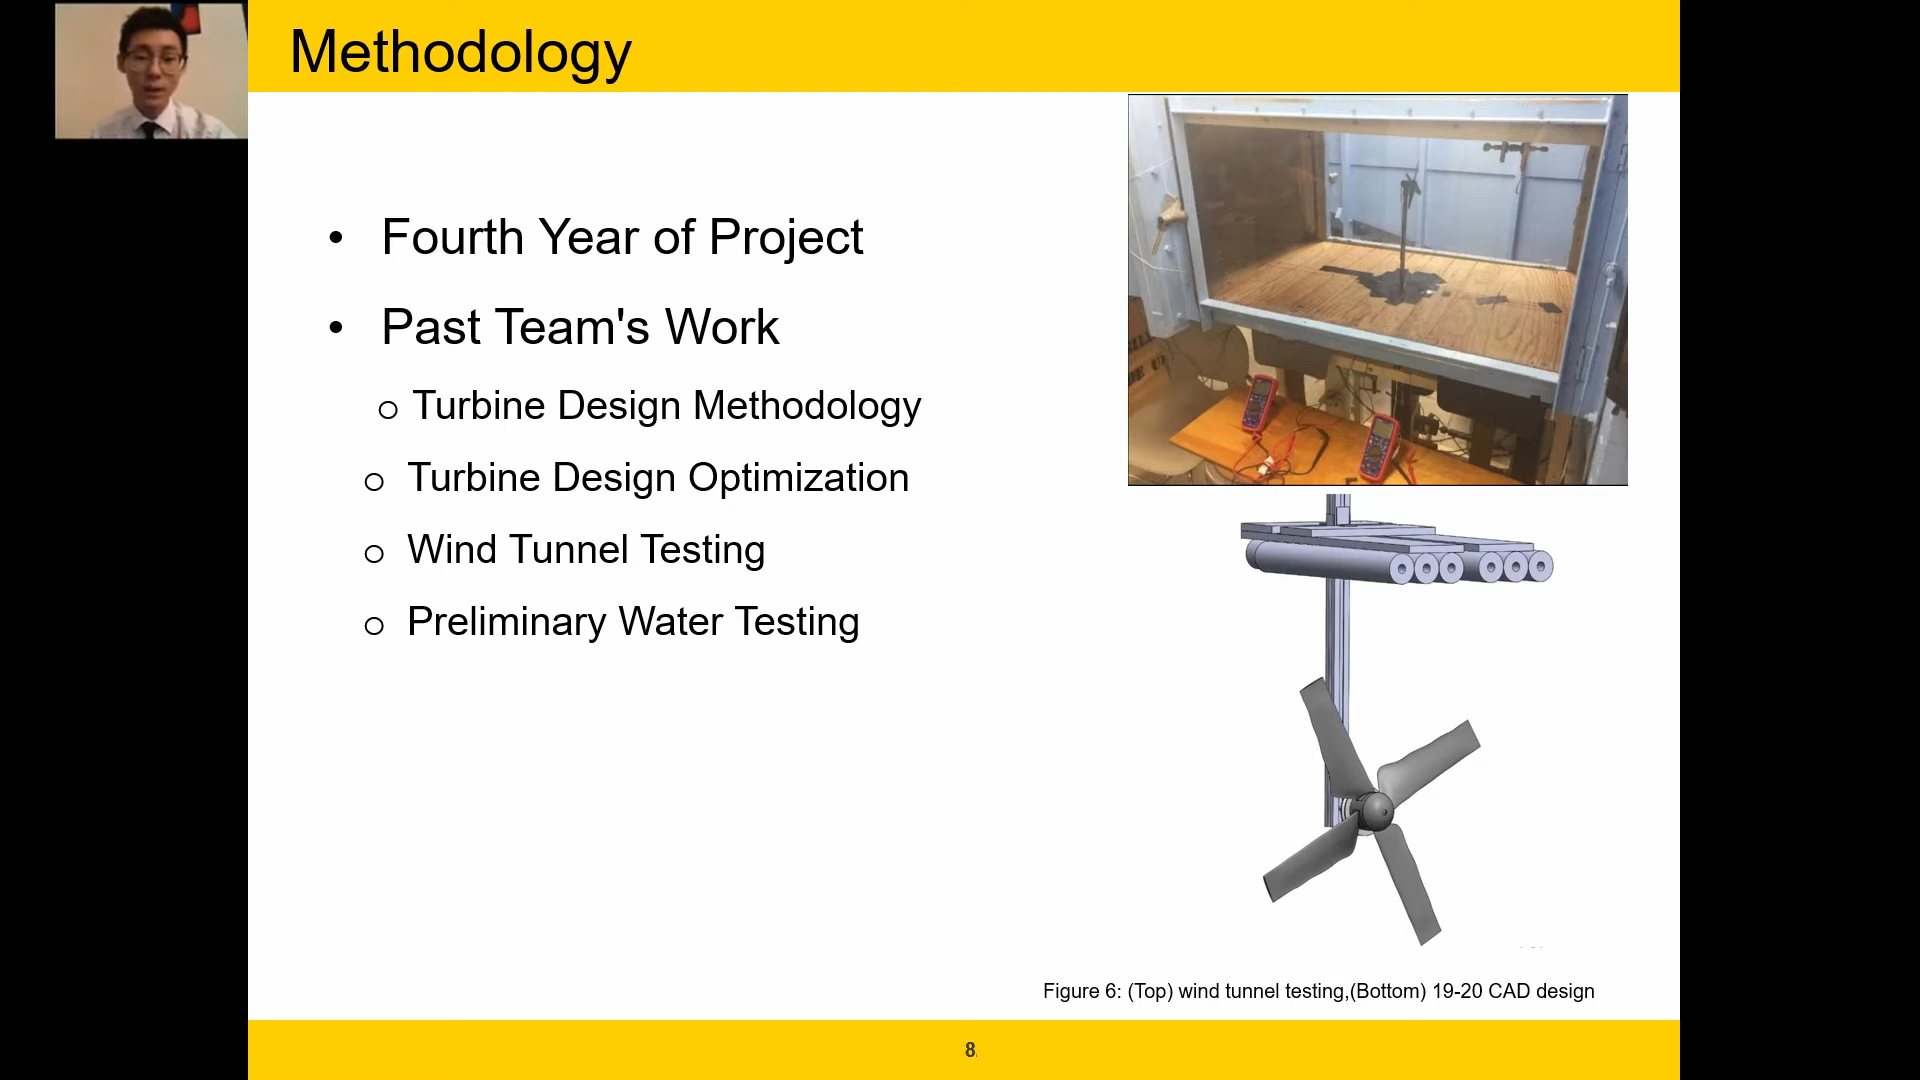 Methodology
• Fourth Year of Project
• Past Team's Work
o Turbine Design Methodology
o Turbine Design Optimization
o Wind Tunnel Testing
o Preliminary Water Testing
Figure 6: (Top) wind tunnel testing,(Bottom) 19-20 CAD design
8